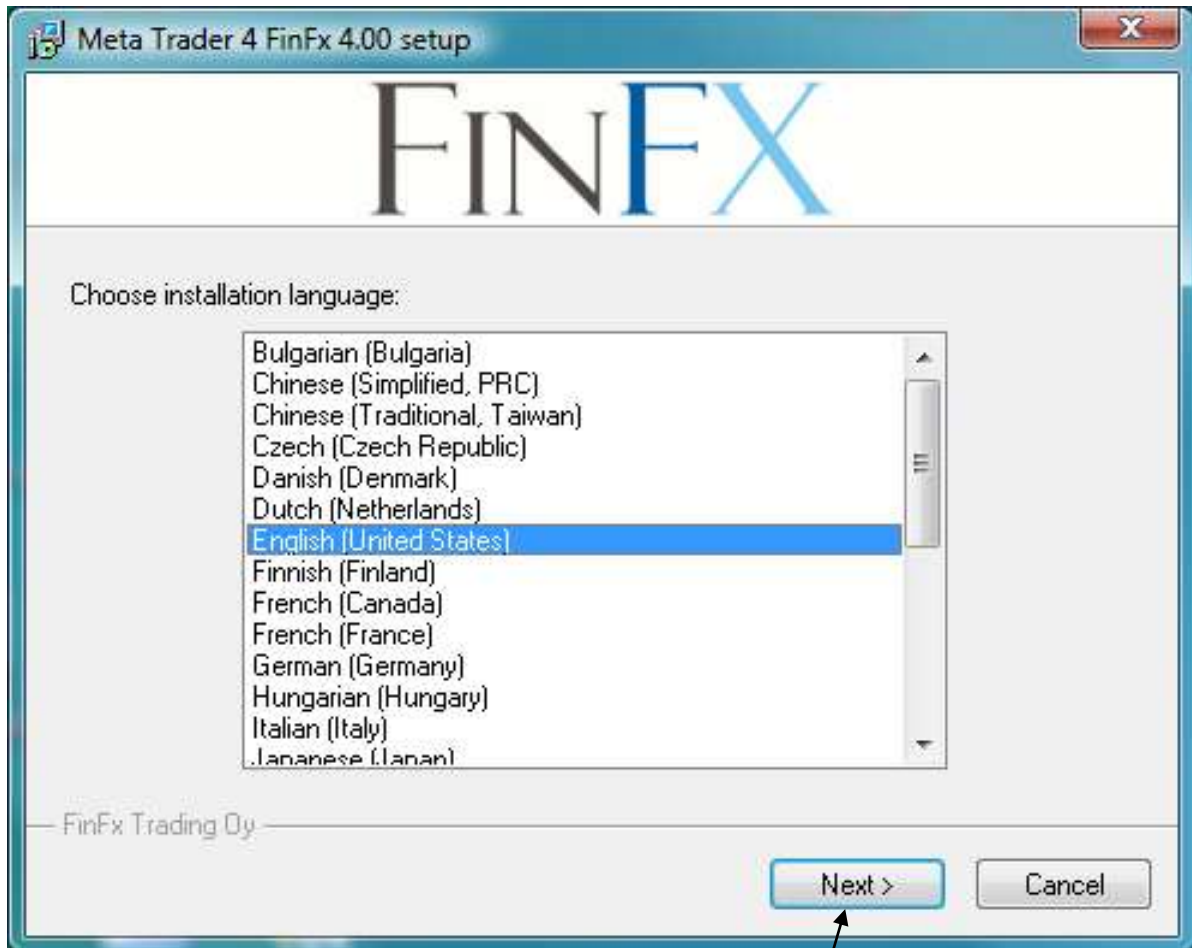 Meta Trader 4 FinFx 4.00 setup
FINFX
Choose installation language:
Bulgarian (Bulgaria)
Chinese (Simplified, PRC)
Chinese (Traditional, Taiwan)
Czech (Czech Republic)
Danish (Denmark)
Dutch (Netherlands)
English (United States)
Finnish (Finland)
French (Canada)
French (France)
German (Germany)
Hungarian (Hungary)
Italian (Italy)
Japanese (Japan)
FinFx Trading Oy
Next >
Cancel